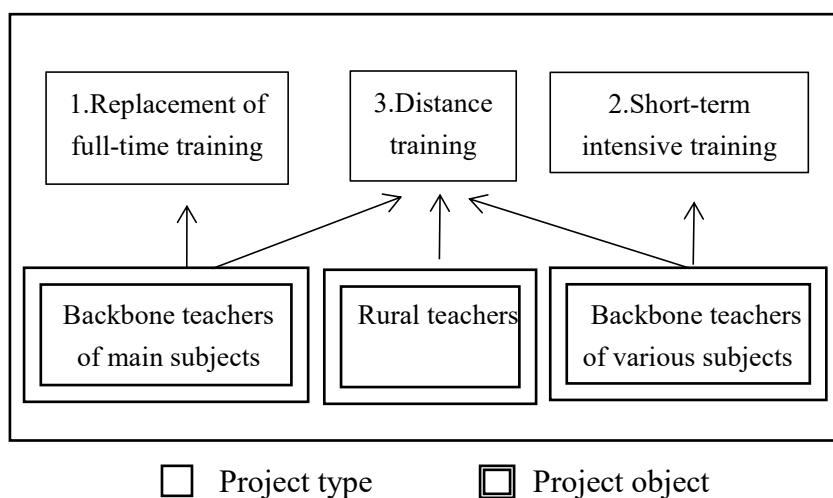 1.Replacement of
full-time training
3.Distance
training
2.Short-term
intensive training
Backbone teachers
of main subjects
Rural teachers
Backbone teachers
of various subjects
Project type
Project object